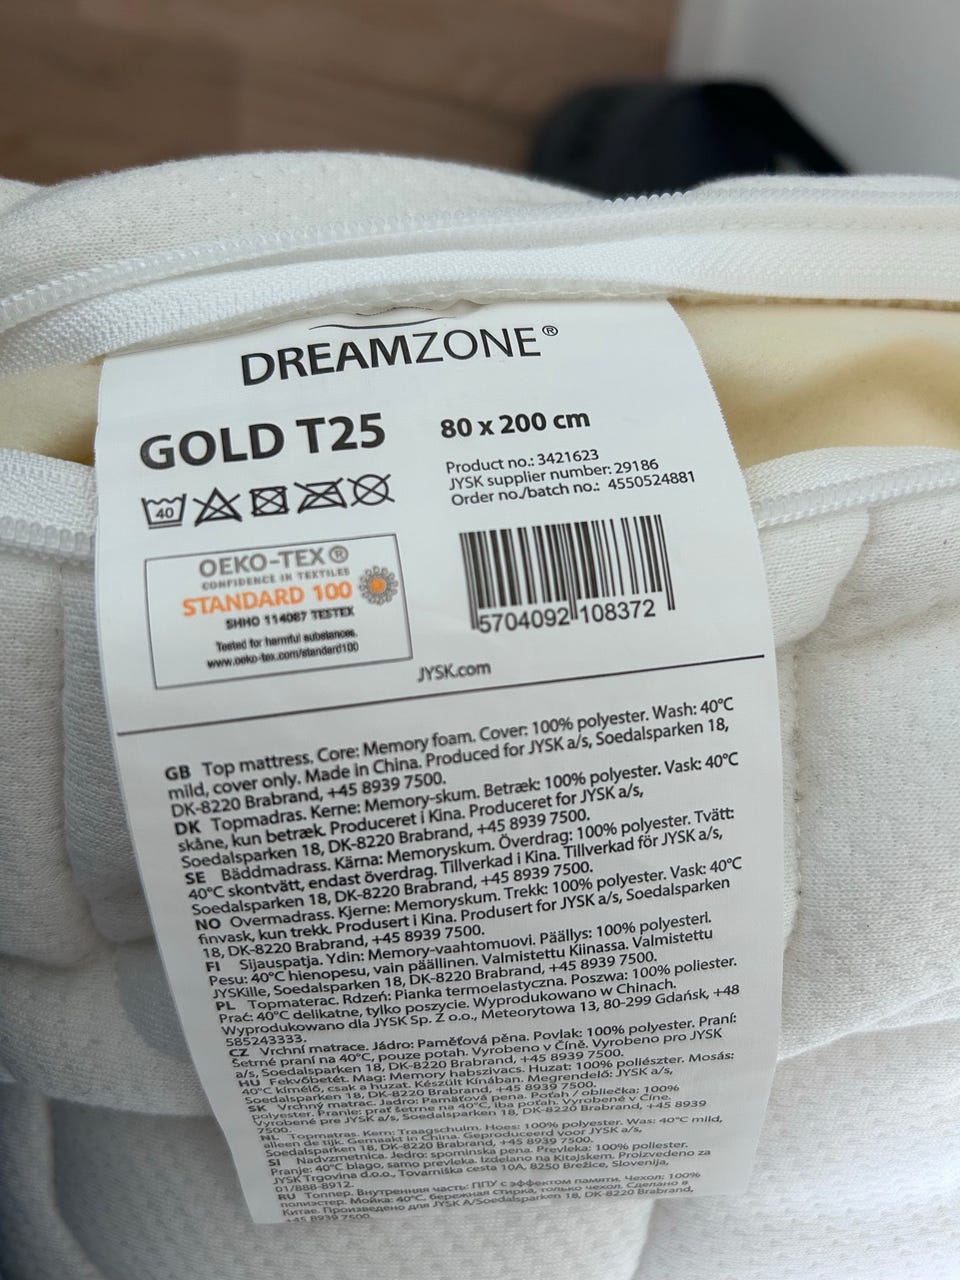 DREAMZONE®
GOLD T25
80 x 200 cm
Product no.: 3421623
JYSK supplier number: 29186
Order no./batch no.: 4550524881
40
OEKO-TEX®
CONFIDENCE IN TEXTILES
STANDARD 100
SHHO 114087 TESTEX
Tested for harmful substances.
www.oeko-tex.com/standard100
5704092 108372
JYSK.com
GB Top mattress. Core: Memory foam. Cover: 100% polyester. Wash: 40°C
mild, cover only. Made in China. Produced for JYSK a/s, Soedalsparken 18,
DK-8220 Brabrand, +45 8939 7500.
DK Topmadras. Kerne: Memory-skum. Betræk: 100% polyester. Vask: 40°C
skåne, kun betræk. Produceret i Kina. Produceret for JYSK a/s,
Soedalsparken 18, DK-8220 Brabrand, +45 8939 7500.
SE Bäddmadrass. Kärna: Memoryskum. Överdrag: 100% polyester. Tvätt:
40°C skontvätt, endast överdrag. Tillverkad i Kina. Tillverkad för JYSK a/s,
Soedalsparken 18, DK-8220 Brabrand, +45 8939 7500.
NO Overmadrass. Kjerne: Memoryskum. Trekk: 100% polyester. Vask: 40°C
finvask, kun trekk. Produsert i Kina. Produsert for JYSK a/s, Soedalsparken
18, DK-8220 Brabrand, +45 8939 7500.
FI Sijauspatja. Ydin: Memory-vaahtomuovi. Päällys: 100% polyesteri.
Pesu: 40°C hienopesu, vain päällinen. Valmistettu Kiinassa. Valmistettu
JYSKille, Soedalsparken 18, DK-8220 Brabrand, +45 8939 7500.
PL Topmaterac. Rdzeń: Pianka termoelastyczna. Poszwa: 100% poliester.
Prać: 40°C delikatne, tylko poszycie. Wyprodukowano w Chinach.
Wyprodukowano dla JYSK Sp. Z o.o., Meteorytowa 13, 80-299 Gdańsk, +48
585243333.
CZ Vrchní matrace. Jádro: Paměťová pěna. Povlak: 100% polyester. Praní:
Šetrné praní na 40°C, pouze potah. Vyrobeno v Číně. Vyrobeno pro JYSK
a/s, Soedalsparken 18, DK-8220 Brabrand, +45 8939 7500.
HU Fekvőbetét. Mag: Memory habszivacs. Huzat: 100% poliészter. Mosás:
40°C kímélő, csak a huzat. Készült Kínában. Megrendelő: JYSK a/s,
Soedalsparken 18, DK-8220 Brabrand, +45 8939 7500.
SK Vrchný matrac. Jadro: Pamäťová pena. Poťah / obliečka: 100%
polyester. Pranie: prať šetrne na 40°C, iba poťah. Vyrobené v Číne.
Vyrobené pre JYSK a/s, Soedalsparken 18, DK-8220 Brabrand, +45 8939
7500.
NL Topmatras. Kern: Traagschuim. Hoes: 100% polyester. Was: 40°C mild,
alleen de tijk. Gemaakt in China. Geproduceerd voor JYSK a/s,
Soedalsparken 18, DK-8220 Brabrand, +45 8939 7500.
SI Nadvzmetnica. Jedro: spominska pena. Prevleka: 100% poliester.
Pranje: 40°C blago, samo prevleka. Izdelano na Kitajskem. Proizvedeno za
JYSK Trgovina d.o.o., Tovarniška cesta 10A, 8250 Brežice, Slovenija,
01/888-8912.
RU Топпер. Внутренняя часть: ППУ с эффектом памяти. Чехол: 100%
полиэстер. Мойка: 40°C, бережная стирка, только чехол. Сделано в
Китае. Произведено для JYSK A/S, Soedalsparken 18, DK-8220 Brabrand,
+45 8939 7500.